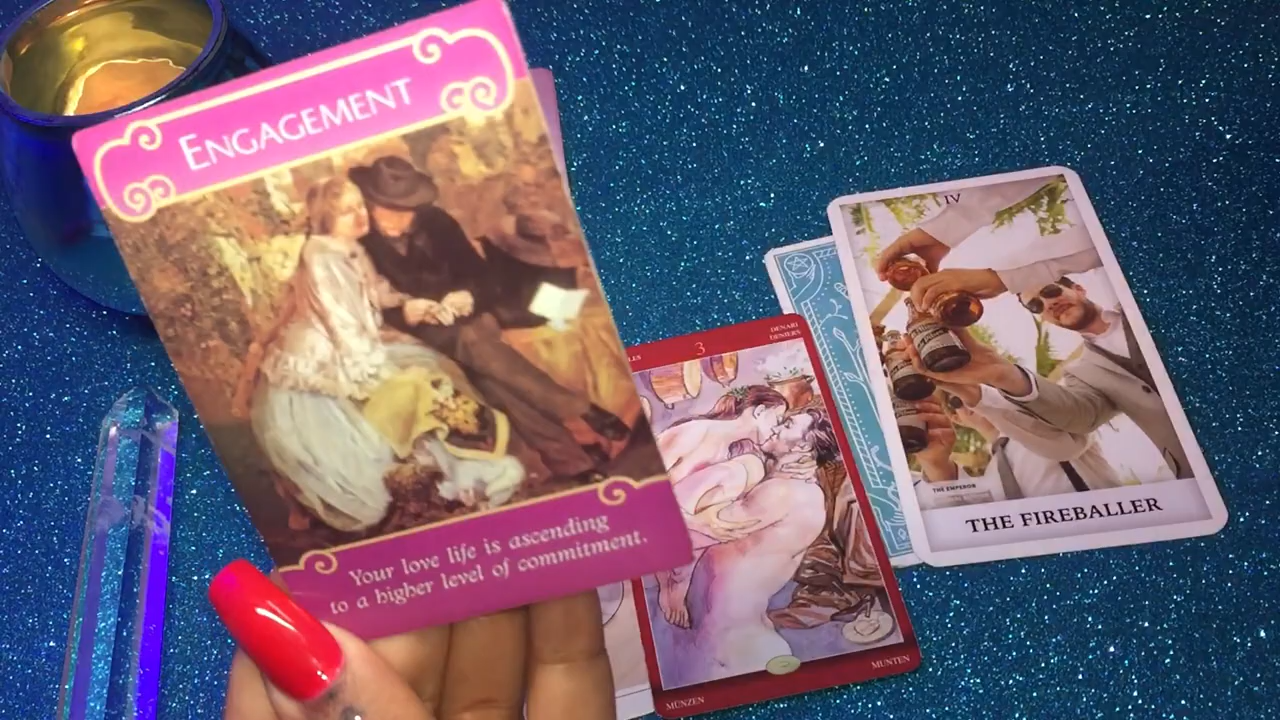 ENGAGEMENT
Your love life is ascending
to a higher level of commitment.
3
DENARI
DENIERS
MÜNZEN
MUNTEN
IV
THE EMPEROR
THE FIREBALLER